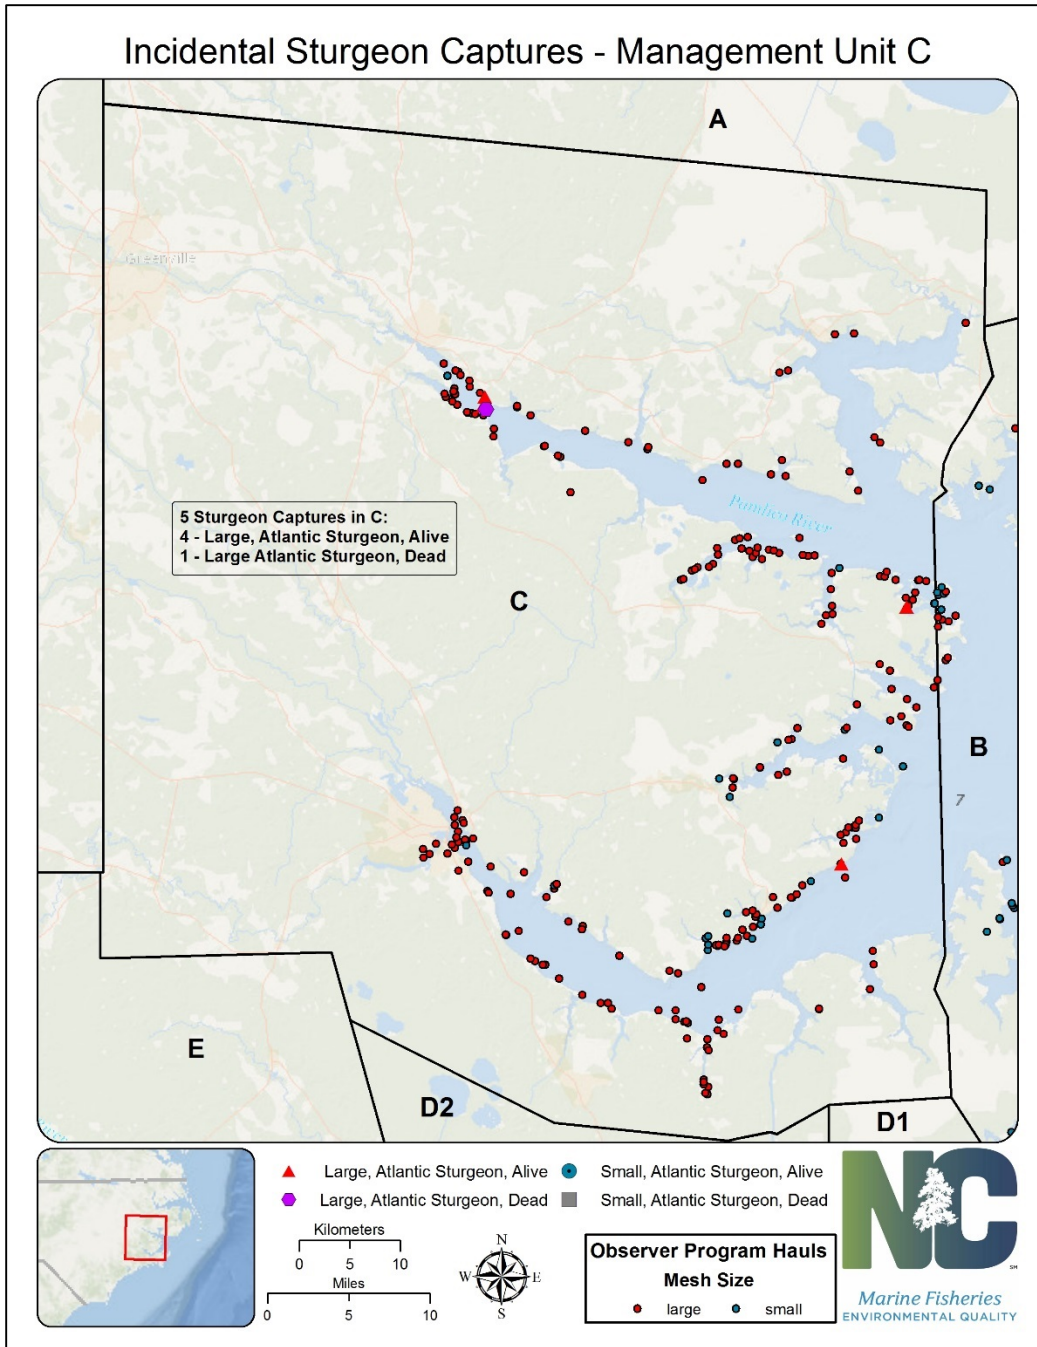 Incidental Sturgeon Captures - Management Unit C
A
Greenville
5 Sturgeon Captures in C:
4 - Large, Atlantic Sturgeon, Alive
1 - Large Atlantic Sturgeon, Dead
Pamlico River
C
B
7
E
D2
D1
Large, Atlantic Sturgeon, Alive
Small, Atlantic Sturgeon, Alive
Large, Atlantic Sturgeon, Dead
Small, Atlantic Sturgeon, Dead
Kilometers
0 5 10
Miles
0 5 10
N
W E
S
Observer Program Hauls
Mesh Size
large small
NC
SM
Marine Fisheries
ENVIRONMENTAL QUALITY